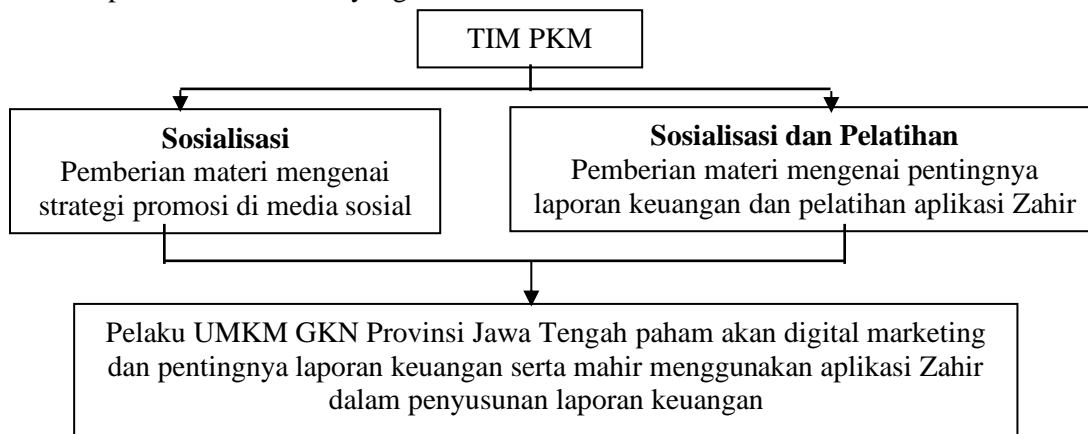 TIM PKM
Sosialisasi
Pemberian materi mengenai
strategi promosi di media sosial
Sosialisasi dan Pelatihan
Pemberian materi mengenai pentingnya
laporan keuangan dan pelatihan aplikasi Zahir
Pelaku UMKM GKN Provinsi Jawa Tengah paham akan digital marketing
dan pentingnya laporan keuangan serta mahir menggunakan aplikasi Zahir
dalam penyusunan laporan keuangan